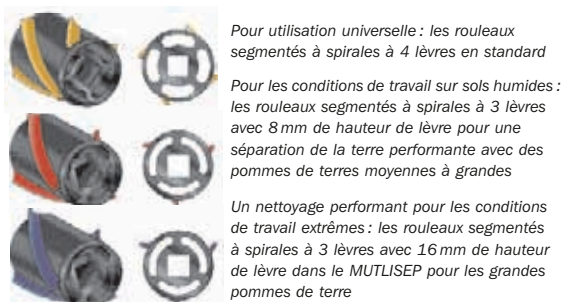 Pour utilisation universelle : les rouleaux
segmentés à spirales à 4 lèvres en standard
Pour les conditions de travail sur sols humides :
les rouleaux segmentés à spirales à 3 lèvres
avec 8 mm de hauteur de lèvre pour une
séparation de la terre performante avec des
pommes de terres moyennes à grandes
Un nettoyage performant pour les conditions
de travail extrêmes : les rouleaux segmentés
à spirales à 3 lèvres avec 16 mm de hauteur
de lèvre dans le MUTLISEP pour les grandes
pommes de terre